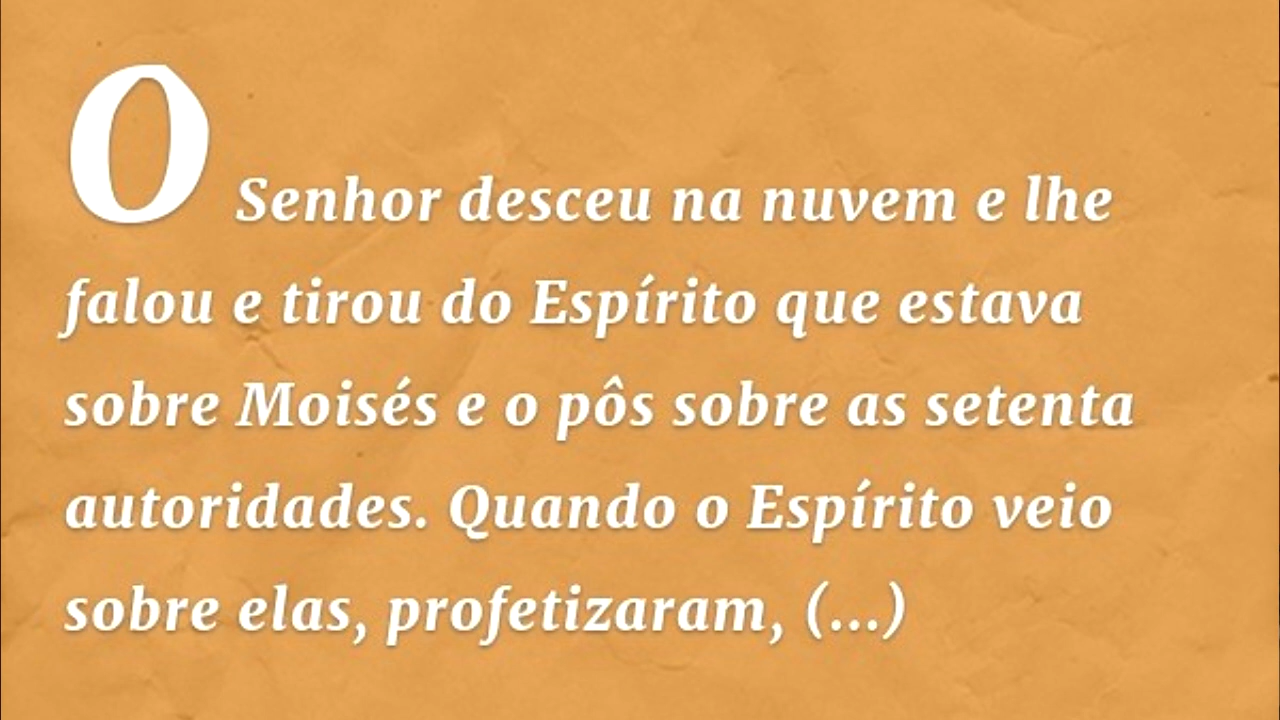 O Senhor desceu na nuvem e lhe
falou e tirou do Espírito que estava
sobre Moisés e o pôs sobre as setenta
autoridades. Quando o Espírito veio
sobre elas, profetizaram, (...)